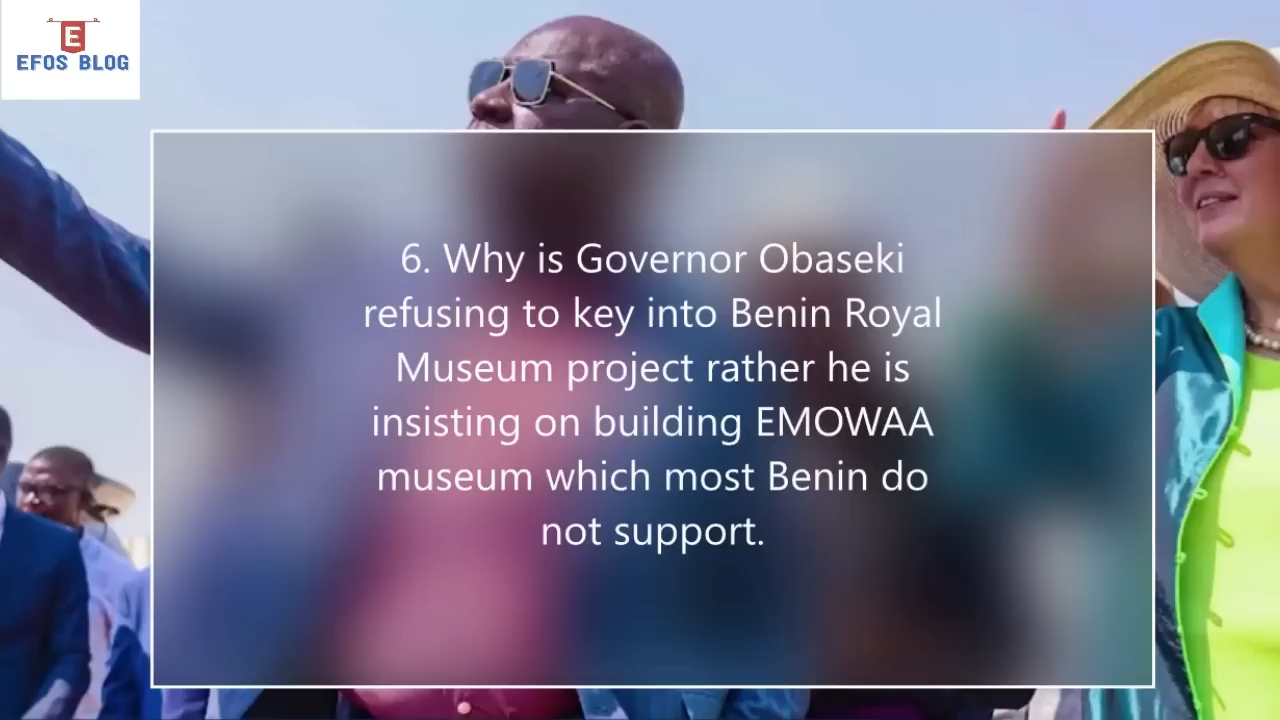 E
EFOS BLOG
6. Why is Governor Obaseki
refusing to key into Benin Royal
Museum project rather he is
insisting on building EMOWAA
museum which most Benin do
not support.